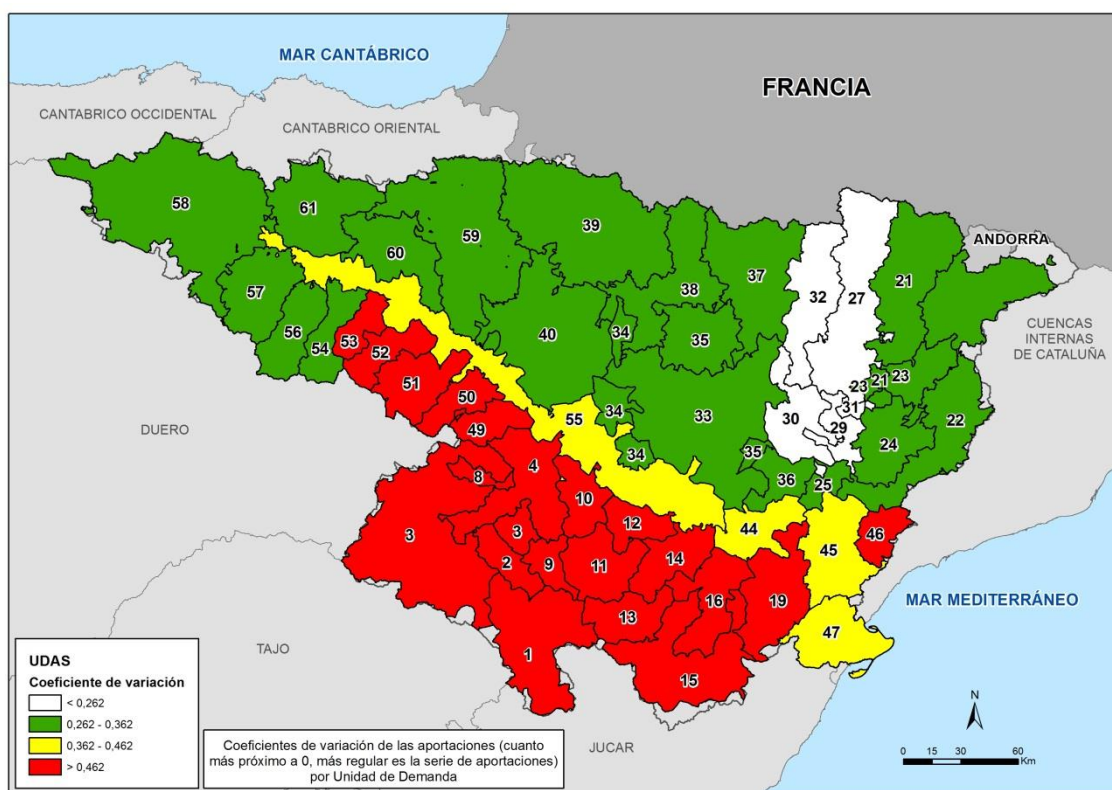 MAR CANTÁBRICO
FRANCIA
CANTABRICO OCCIDENTAL
CANTABRICO ORIENTAL
58
61
59
39
60
38
37
32
27
21
ANDORRA
57
56
54
53
52
51
40
34
35
CUENCAS
INTERNAS
DE CATALUÑA
23
21
23
31
30
29
22
24
50
49
55
34
33
34
35
36
25
DUERO
8
4
10
44
45
46
3
3
12
2
9
11
14
16
19
MAR MEDITERRÁNEO
13
47
TAJO
1
15
JUCAR
UDAS
Coeficiente de variación
< 0,262
0,262 - 0,362
0,362 - 0,462
> 0,462
Coeficientes de variación de las aportaciones (cuanto
más próximo a 0, más regular es la serie de aportaciones)
por Unidad de Demanda
N
0 15 30 60
Km